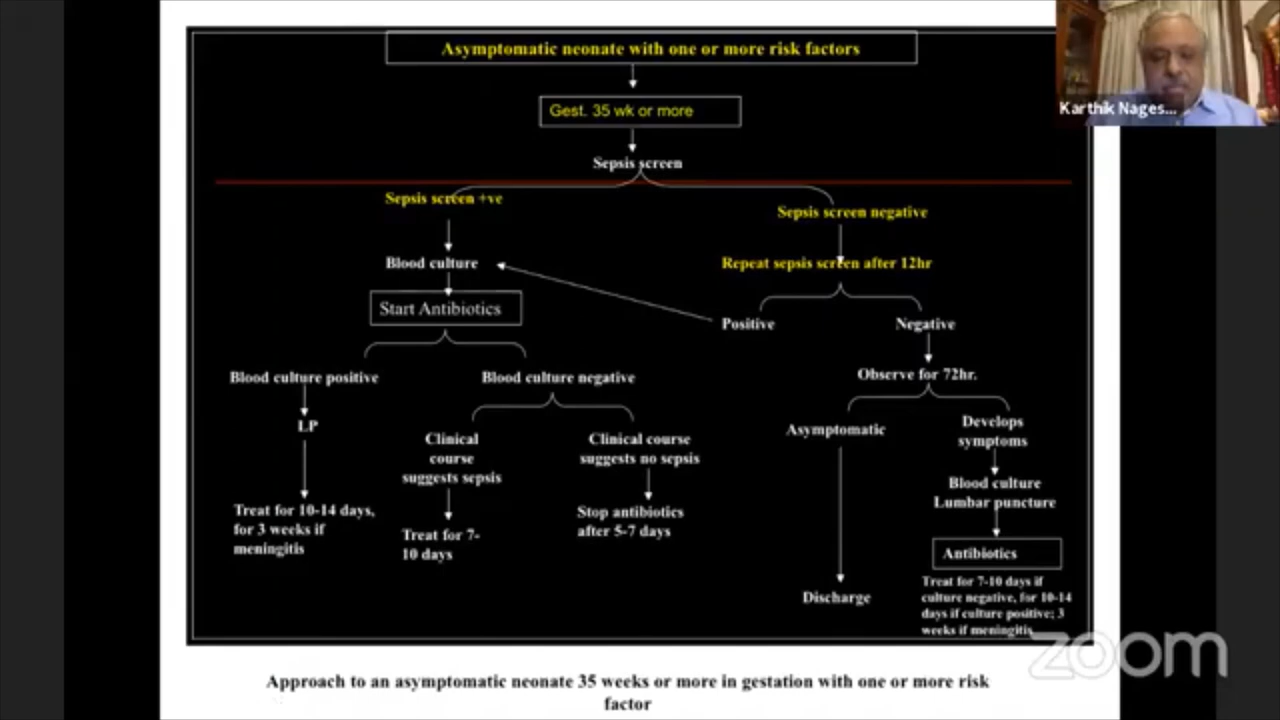 Asymptomatic neonate with one or more risk factors
Karthik Nages...
Gest. 35 wk or more
Sepsis screen
Sepsis screen +ve
Sepsis screen negative
Blood culture
Repeat sepsis screen after 12hr
Start Antibiotics
Positive
Negative
Blood culture positive
Blood culture negative
Observe for 72hr.
LP
Clinical
course
suggests sepsis
Clinical course
suggests no sepsis
Asymptomatic
Develops
symptoms
Blood culture
Lumbar puncture
Treat for 10-14 days,
for 3 weeks if
meningitis
Treat for 7-
10 days
Stop antibiotics
after 5-7 days
Antibiotics
Discharge
Treat for 7-10 days if
culture negative, for 10-14
days if culture positive; 3
weeks if meningitis
zoom
Approach to an asymptomatic neonate 35 weeks or more in gestation with one or more risk
factor